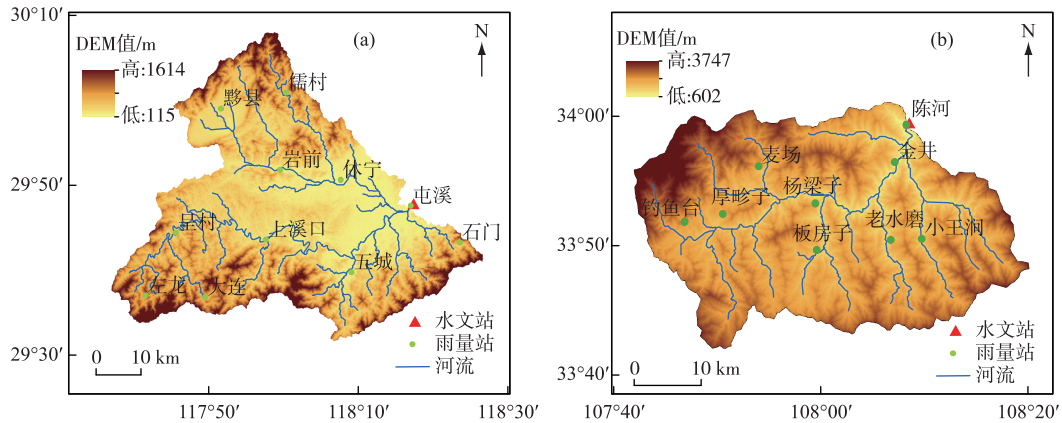 30°10′
29°50′
29°30′
117°50′
118°10′
118°30′
(a)
N
DEM值/m
高:1614
低:115
儒村
黟县
岩前
休宁
屯溪
石门
呈村
上溪口
五城
左龙
大连
水文站
雨量站
河流
0 10 km
34°00′
33°50′
33°40′
107°40′
108°00′
108°20′
(b)
N
DEM值/m
高:3747
低:602
陈河
金井
麦场
杨梁子
厚畛子
钓鱼台
老水磨
小王涧
板房子
水文站
雨量站
河流
0 10 km